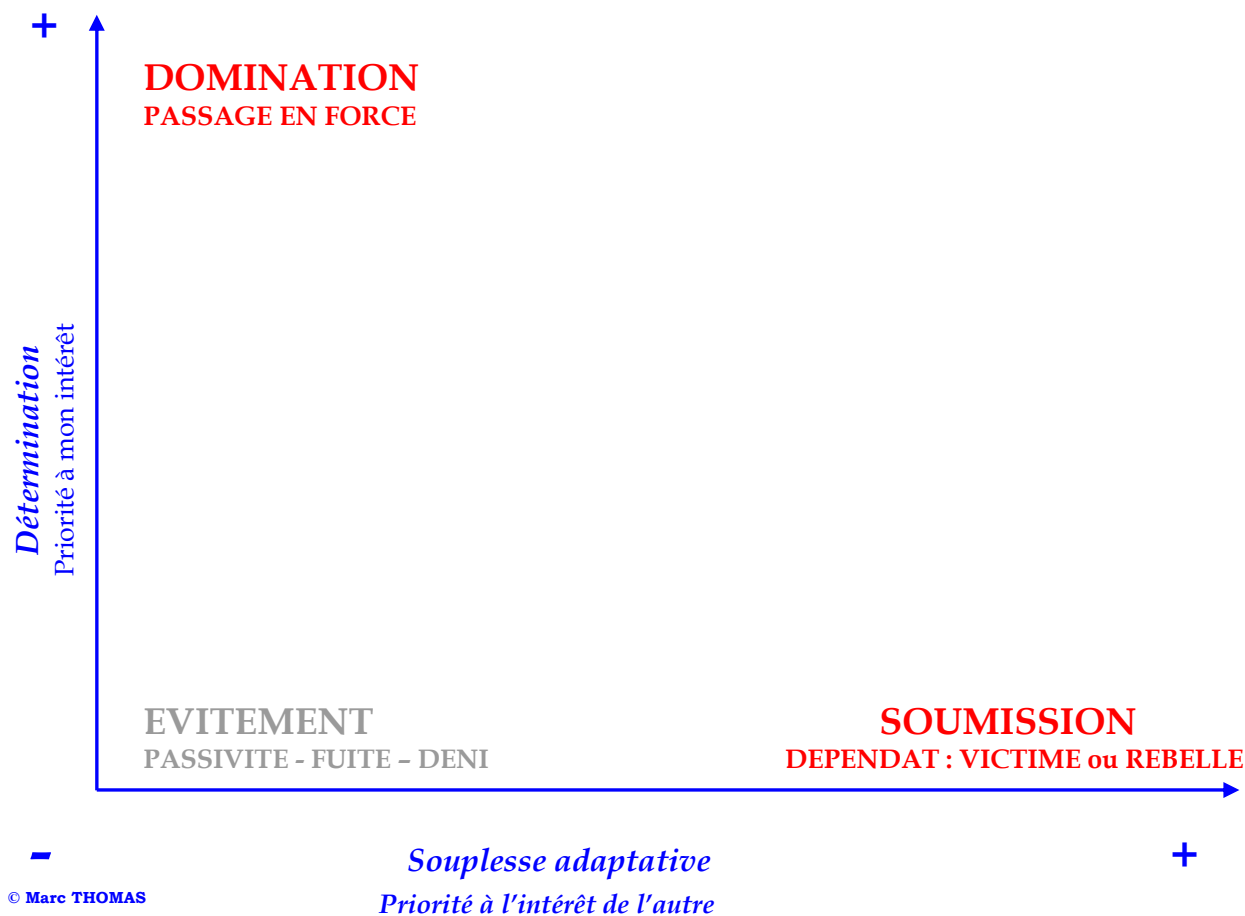 +
DOMINATION
PASSAGE EN FORCE
Détermination
Priorité à mon intérêt
EVITEMENT
PASSIVITE - FUITE – DENI
SOUMISSION
DEPENDAT : VICTIME ou REBELLE
-
Souplesse adaptative
+
© Marc THOMAS
Priorité à l’intérêt de l’autre